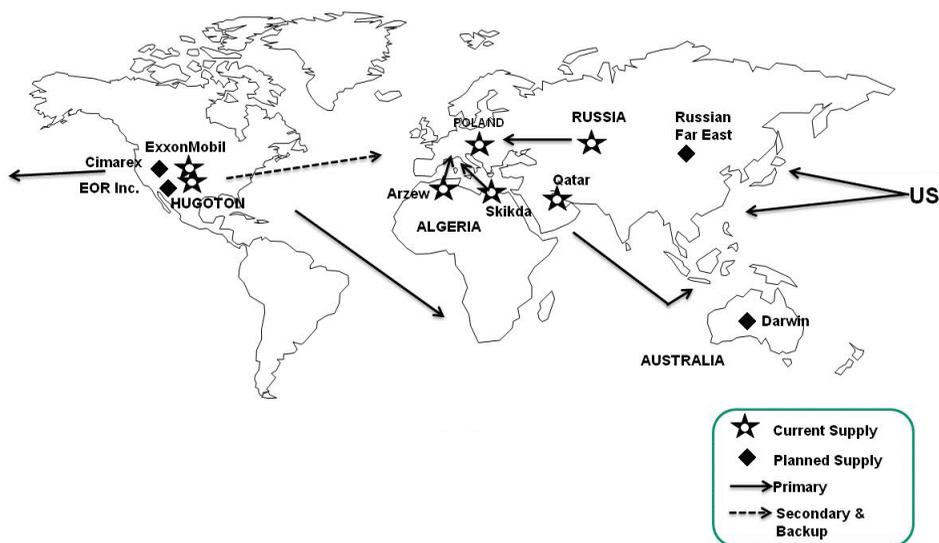 POLAND
RUSSIA
Russian
Far East
ExxonMobil
Cimarex
EOR Inc.
HUGOTON
Arzew
Skikda
Qatar
ALGERIA
US
Darwin
AUSTRALIA
Current Supply
Planned Supply
Primary
Secondary &
Backup